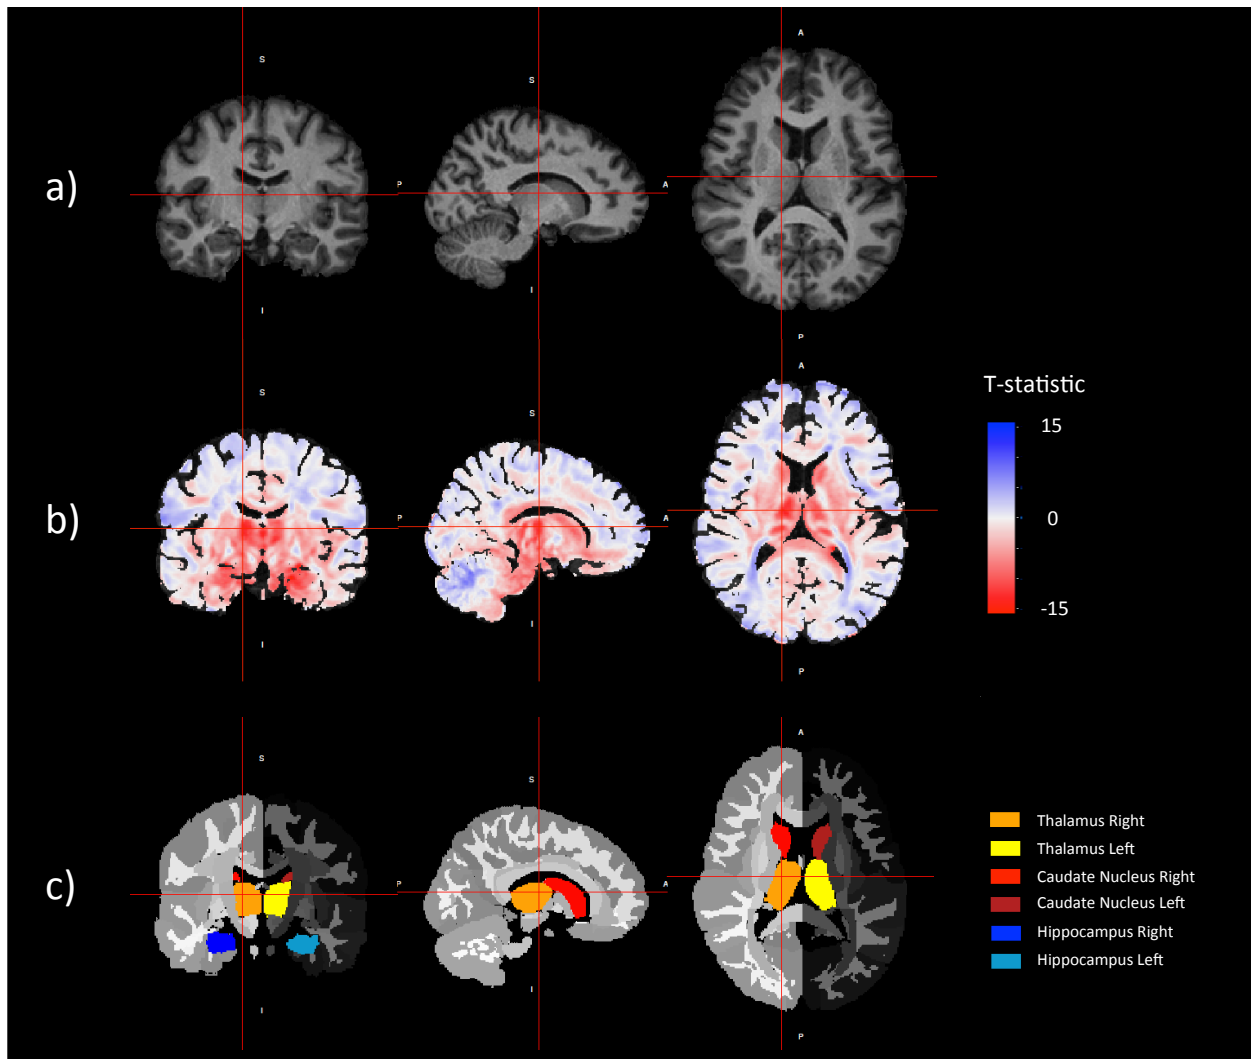 A
S
S
a)
P
A
I
I
P
A
T-statistic
S
S
15
b)
P
A
0
-15
I
I
P
A
S
S
Thalamus Right
Thalamus Left
Caudate Nucleus Right
c)
P
A
Caudate Nucleus Left
Hippocampus Right
Hippocampus Left
I
I
P